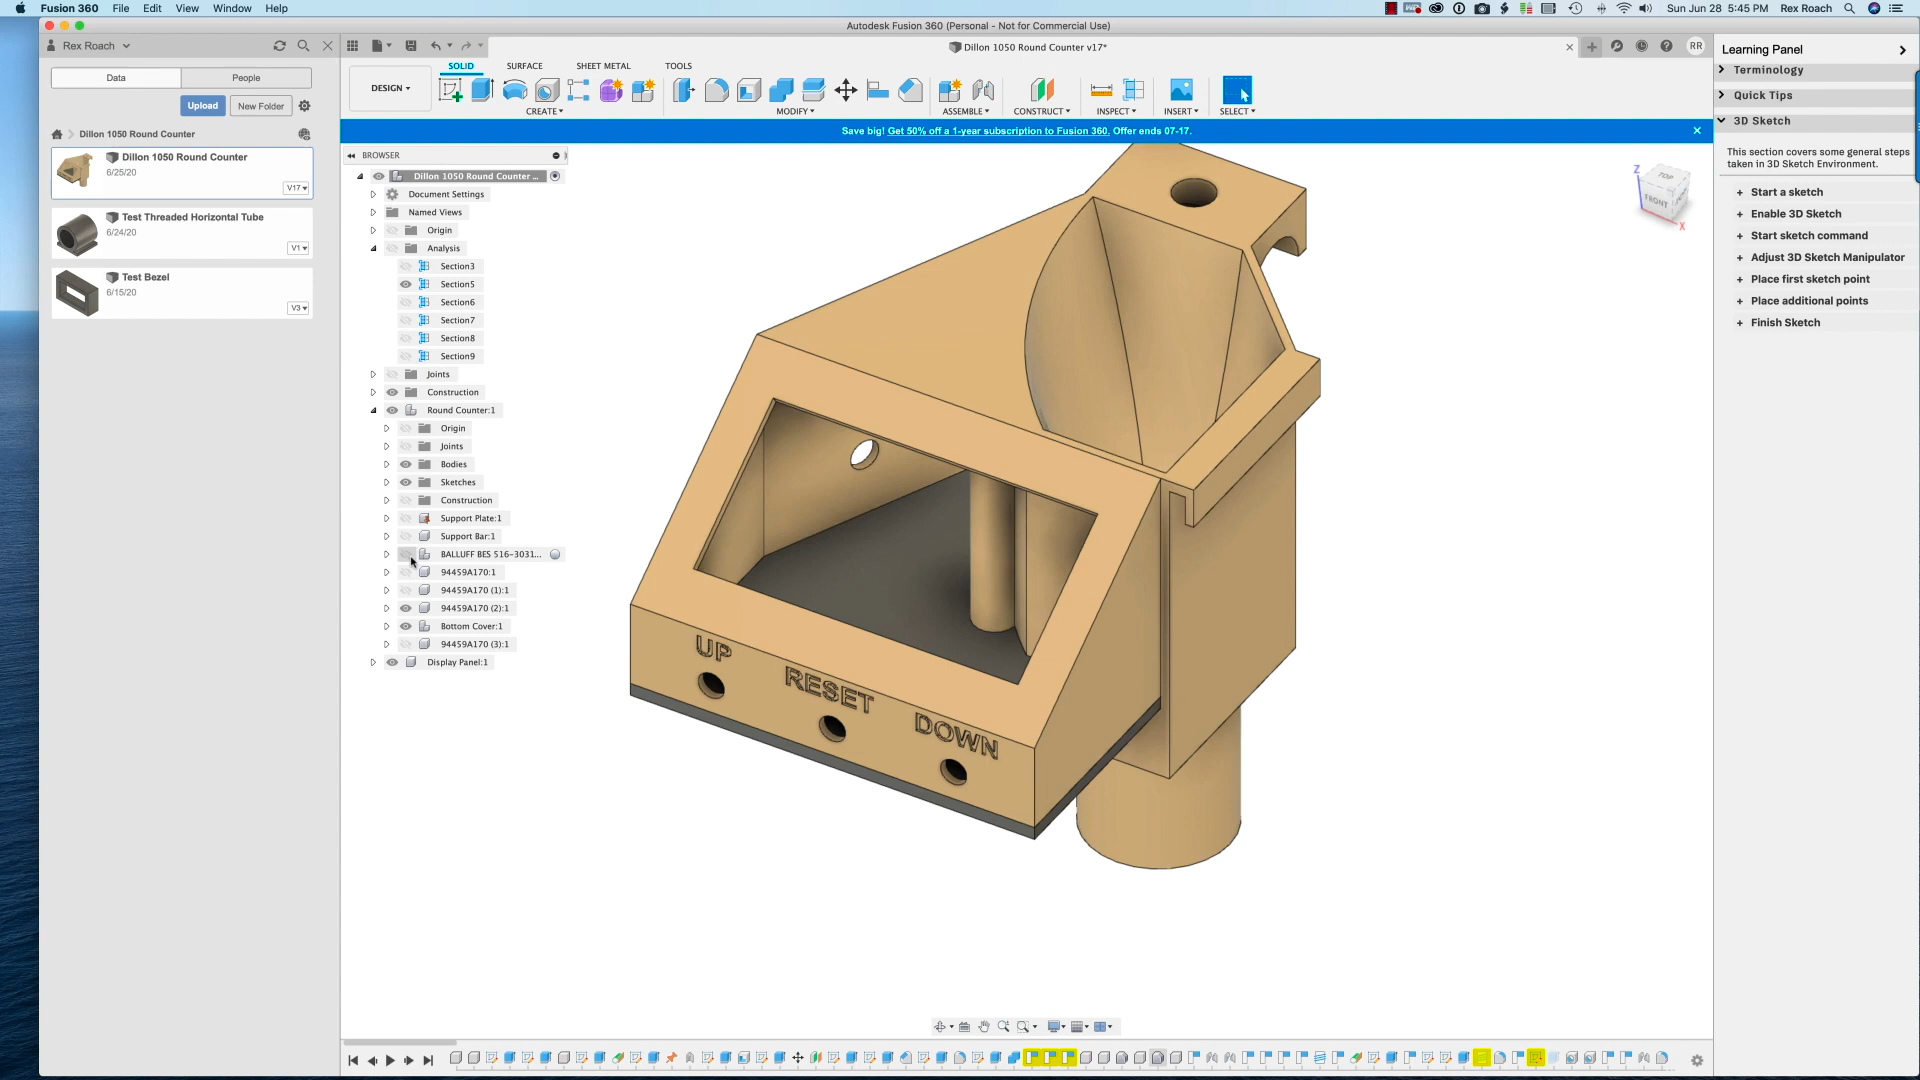 Fusion 360 File Edit View Window Help
Sun Jun 28 5:45 PM Rex Roach
Autodesk Fusion 360 (Personal - Not for Commercial Use)
Rex Roach
Dillon 1050 Round Counter v17*
RR
Data People
Upload New Folder
Dillon 1050 Round Counter
Dillon 1050 Round Counter
6/25/20
V17
Test Threaded Horizontal Tube
6/24/20
V1
Test Bezel
6/15/20
V3
SOLID SURFACE SHEET METAL TOOLS
DESIGN
CREATE MODIFY ASSEMBLE CONSTRUCT INSPECT INSERT SELECT
Save big! Get 50% off a 1-year subscription to Fusion 360. Offer ends 07-17.
BROWSER
Dillon 1050 Round Counter ...
Document Settings
Named Views
Origin
Analysis
Section3
Section5
Section6
Section7
Section8
Section9
Joints
Construction
Round Counter:1
Origin
Joints
Bodies
Sketches
Construction
Support Plate:1
Support Bar:1
BALLUFF BES 516-3031...
94459A170:1
94459A170 (1):1
94459A170 (2):1
Bottom Cover:1
94459A170 (3):1
Display Panel:1
UP
RESET
DOWN
Z
TOP
FRONT
X
Learning Panel
Terminology
Quick Tips
3D Sketch
This section covers some general steps
taken in 3D Sketch Environment.
+ Start a sketch
+ Enable 3D Sketch
+ Start sketch command
+ Adjust 3D Sketch Manipulator
+ Place first sketch point
+ Place additional points
+ Finish Sketch